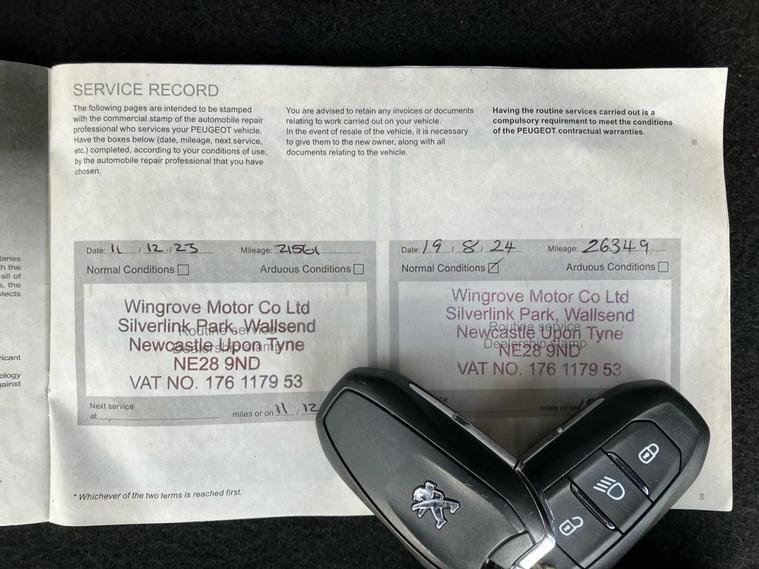 SERVICE RECORD
The following pages are intended to be stamped
with the commercial stamp of the automobile repair
professional who services your PEUGEOT vehicle.
Have the boxes below (date, mileage, next service,
etc.) completed, according to your conditions of use,
by the automobile repair professional that you have
chosen.
You are advised to retain any invoices or documents
relating to work carried out on your vehicle.
In the event of resale of the vehicle, it is necessary
to give them to the new owner, along with all
documents relating to the vehicle.
Having the routine services carried out is a
compulsory requirement to meet the conditions
of the PEUGEOT contractual warranties.
Date: 11 / 12 / 23 Mileage: 21561
Normal Conditions Arduous Conditions
Routine service
Dealership stamp
Wingrove Motor Co Ltd
Silverlink Park, Wallsend
Newcastle Upon Tyne
NE28 9ND
VAT NO. 176 1179 53
Next service
at miles or on 11 / 12
Date: 19 / 8 / 24 Mileage: 26349
Normal Conditions Arduous Conditions
Routine service
Dealership stamp
Wingrove Motor Co Ltd
Silverlink Park, Wallsend
Newcastle Upon Tyne
NE28 9ND
VAT NO. 176 1179 53
miles or on
* Whichever of the two terms is reached first.
3